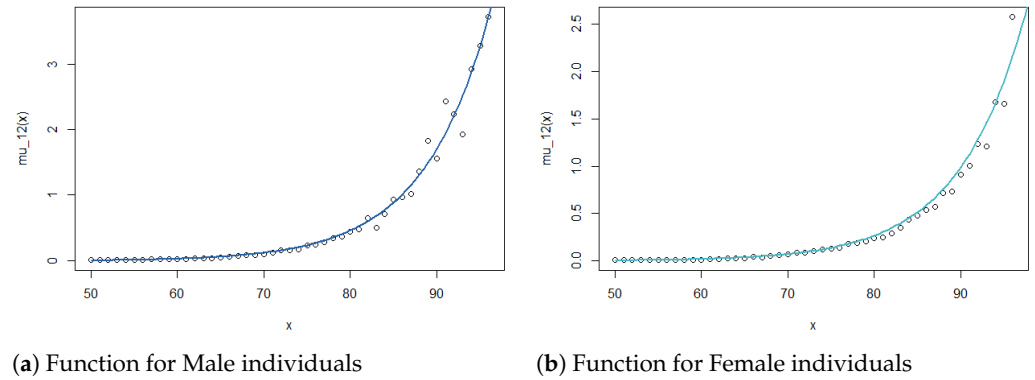 mu_12(x)
3
2
1
0
50 60 70 80 90
x
(a) Function for Male individuals
mu_12(x)
2.5
2.0
1.5
1.0
0.5
0.0
50 60 70 80 90
x
(b) Function for Female individuals